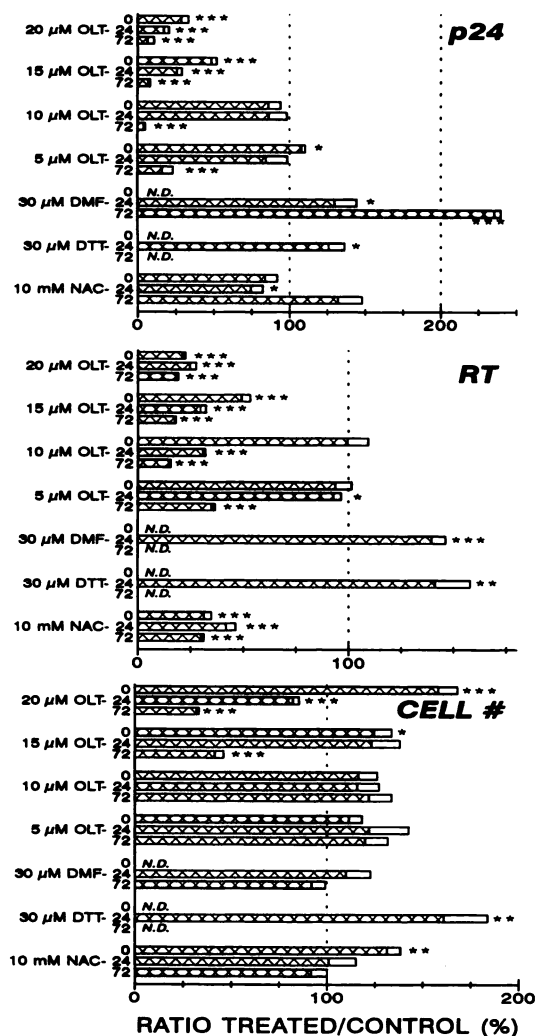 p24
0
20 µM OLT- 24
72
* * *
* * *
* * *
0
15 µM OLT- 24
72
* * *
* * *
* * *
0
10 µM OLT- 24
72
* * *
0
5 µM OLT- 24
72
*
* * *
0 N.D.
30 µM DMF- 24
72
*
* * *
0 N.D.
30 µM DTT- 24
72 N.D.
*
0
10 mM NAC- 24
72
*
0 100 200
RT
0
20 µM OLT- 24
72
* * *
* * *
* * *
0
15 µM OLT- 24
72
* * *
* * *
* * *
0
10 µM OLT- 24
72
* * *
* * *
0
5 µM OLT- 24
72
*
* * *
0 N.D.
30 µM DMF- 24
72 N.D.
* * *
0 N.D.
30 µM DTT- 24
72 N.D.
* *
0
10 mM NAC- 24
72
* * *
* * *
* * *
0 100
CELL #
0
20 µM OLT- 24
72
* * *
* * *
* * *
0
15 µM OLT- 24
72
*
* * *
0
10 µM OLT- 24
72
0
5 µM OLT- 24
72
0 N.D.
30 µM DMF- 24
72
0 N.D.
30 µM DTT- 24
72 N.D.
* *
0
10 mM NAC- 24
72
* *
0 100 200
RATIO TREATED/CONTROL (%)